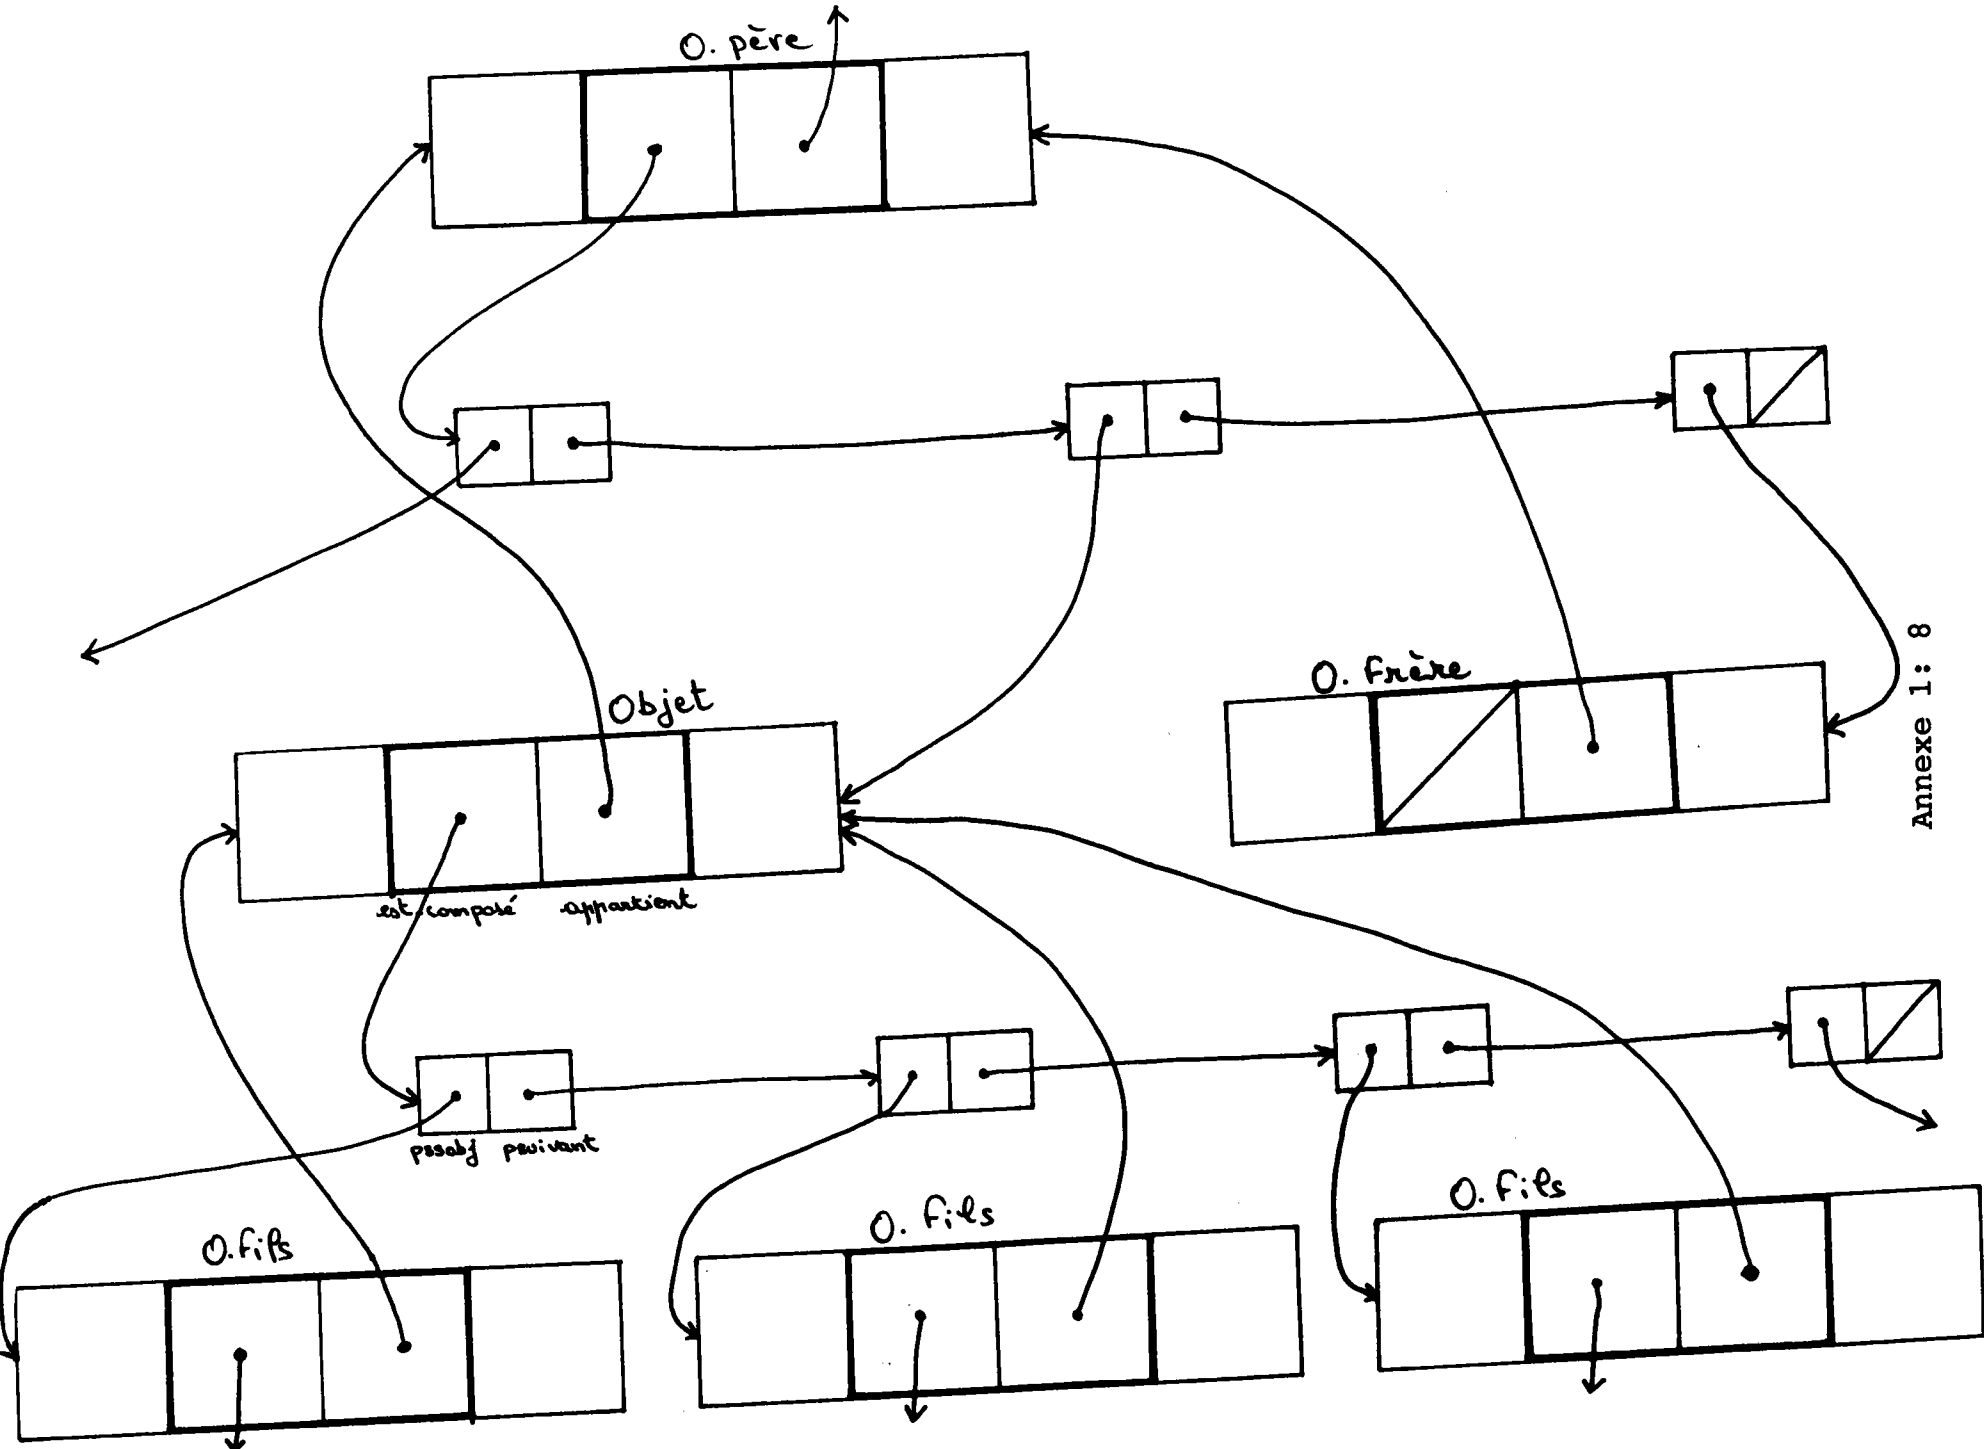 O. père
Objet
O. frère
est composé
appartient
pssobj
psuivant
O. fils
O. fils
O. fils
Annexe 1: 8